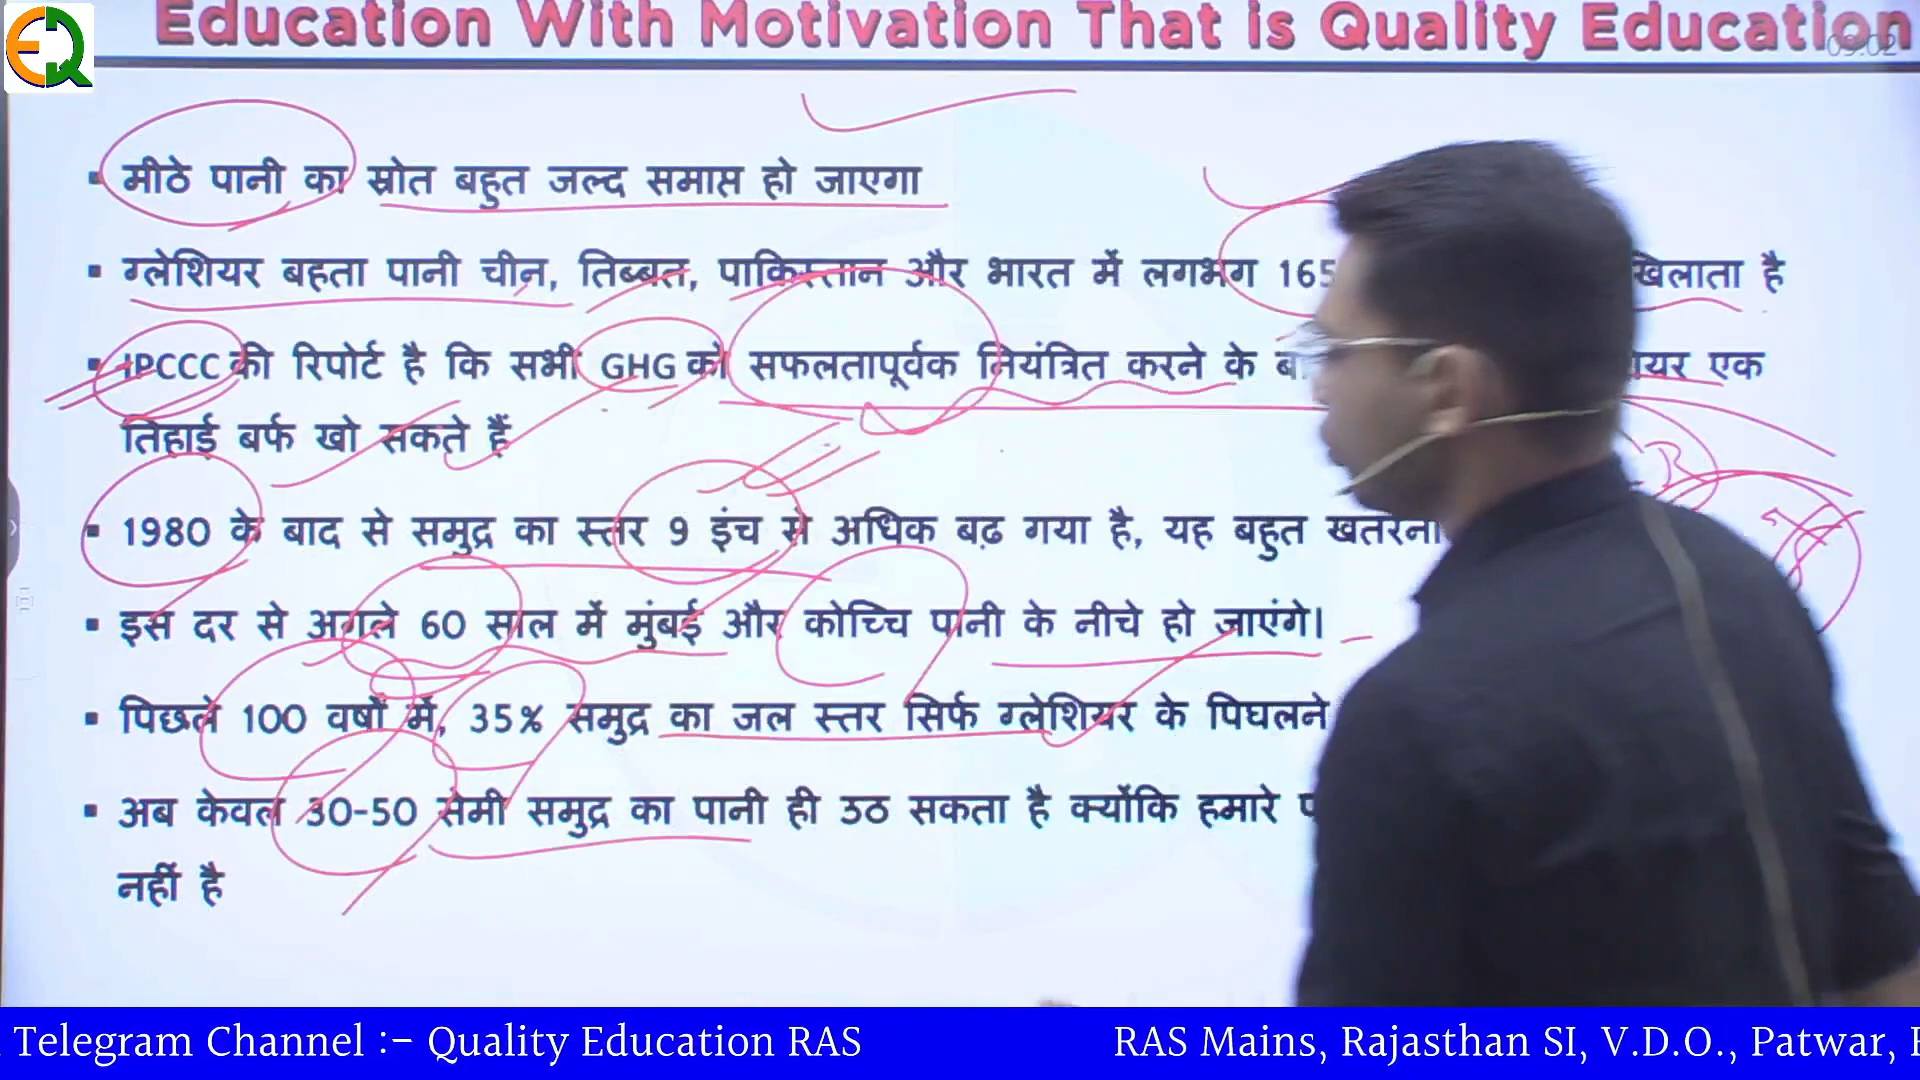 Education With Motivation That is Quality Education
EQ
09:02
मीठे पानी का स्रोत बहुत जल्द समाप्त हो जाएगा
ग्लेशियर बहता पानी चीन, तिब्बत, पाकिस्तान और भारत में लगभग 165 खिलाता है
IPCCC की रिपोर्ट है कि सभी GHG को सफलतापूर्वक नियंत्रित करने के एक
तिहाई बर्फ खो सकते हैं
1980 के बाद से समुद्र का स्तर 9 इंच से अधिक बढ़ गया है, यह बहुत
इस दर से अगले 60 साल में मुंबई और कोच्चि पानी के नीचे हो जाएंगे।
पिछले 100 वर्षों में, 35% समुद्र का जल स्तर सिर्फ ग्लेशियर के पिघलने
अब केवल 30-50 सेमी समुद्र का पानी ही उठ सकता है क्योंकि हमारे
नहीं है
Telegram Channel :- Quality Education RAS RAS Mains, Rajasthan SI, V.D.O., Patwar,